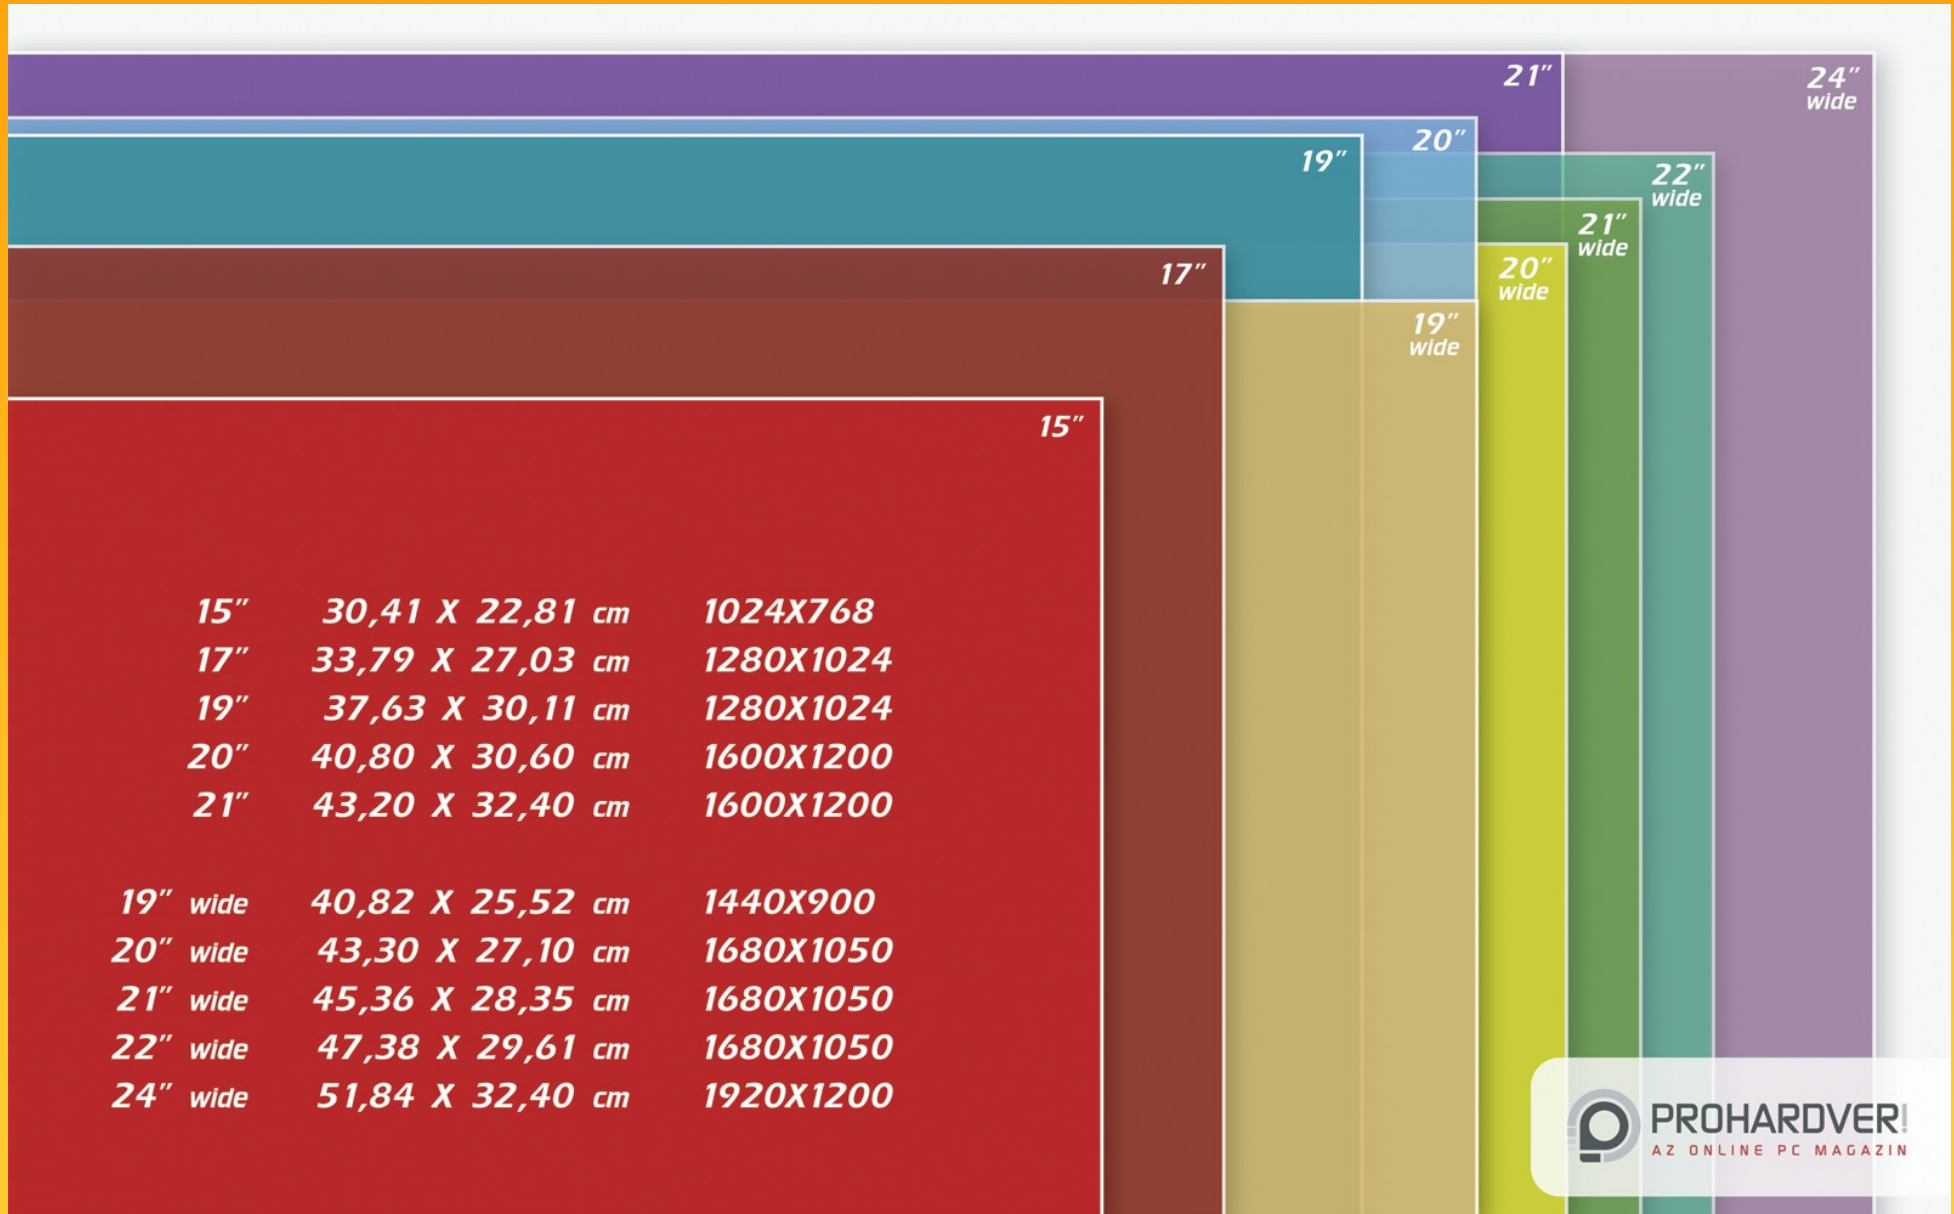 21″
24″
wide
20″
19″
22″
wide
21″
wide
17″
20″
wide
19″
wide
15″
15″ 30,41 X 22,81 cm 1024X768
17″ 33,79 X 27,03 cm 1280X1024
19″ 37,63 X 30,11 cm 1280X1024
20″ 40,80 X 30,60 cm 1600X1200
21″ 43,20 X 32,40 cm 1600X1200
19″ wide 40,82 X 25,52 cm 1440X900
20″ wide 43,30 X 27,10 cm 1680X1050
21″ wide 45,36 X 28,35 cm 1680X1050
22″ wide 47,38 X 29,61 cm 1680X1050
24″ wide 51,84 X 32,40 cm 1920X1200
PROHARDVER!
AZ ONLINE PC MAGAZIN